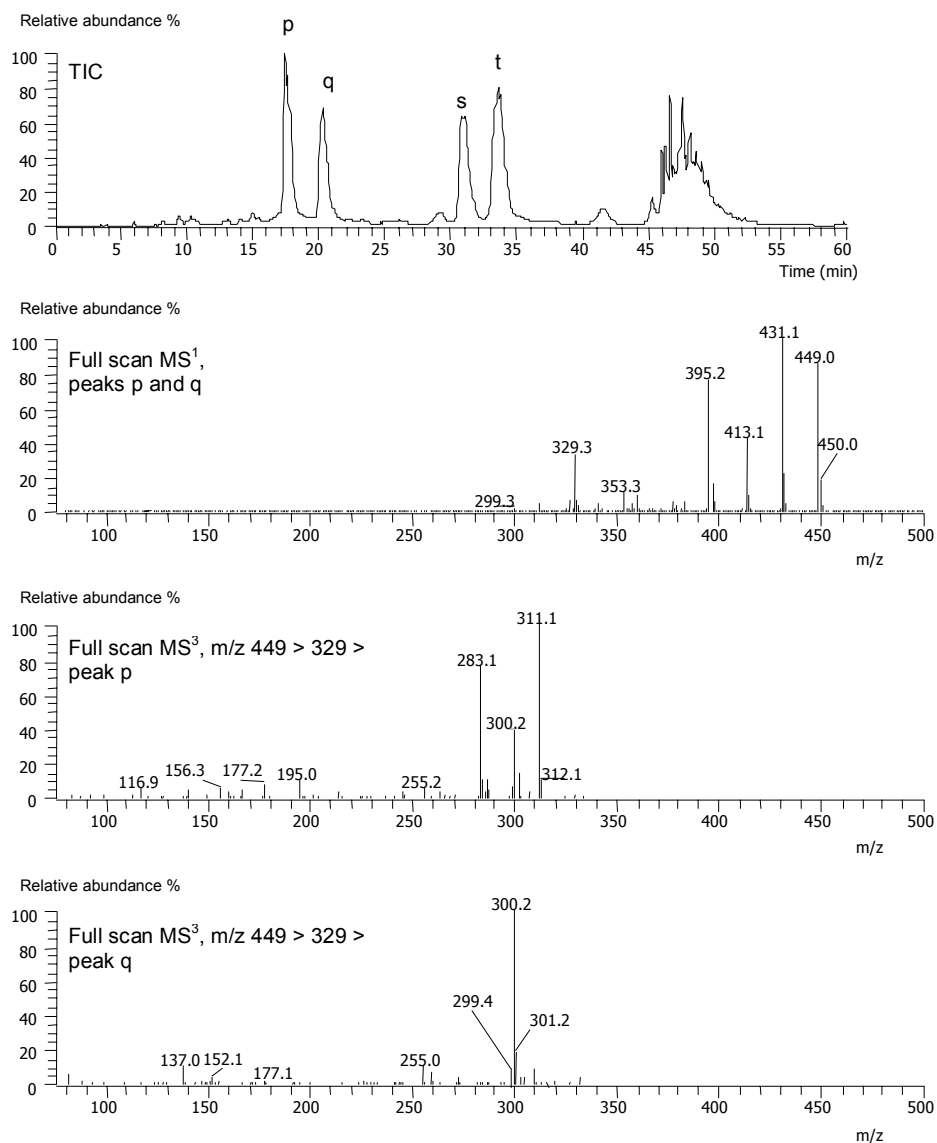 Relative abundance %
p
q
s
t
TIC
100
80
60
40
20
0
0 5 10 15 20 25 30 35 40 45 50 55 60
Time (min)
Relative abundance %
Full scan MS1,
peaks p and q
431.1
449.0
395.2
450.0
413.1
329.3
353.3
299.3
100
80
60
40
20
0
100 150 200 250 300 350 400 450 500
m/z
Relative abundance %
Full scan MS3, m/z 449 > 329 >
peak p
311.1
283.1
300.2
312.1
116.9 156.3 177.2 195.0 255.2
100
80
60
40
20
0
100 150 200 250 300 350 400 450 500
m/z
Relative abundance %
Full scan MS3, m/z 449 > 329 >
peak q
300.2
299.4
301.2
137.0 152.1 177.1 255.0
100
80
60
40
20
0
100 150 200 250 300 350 400 450 500
m/z